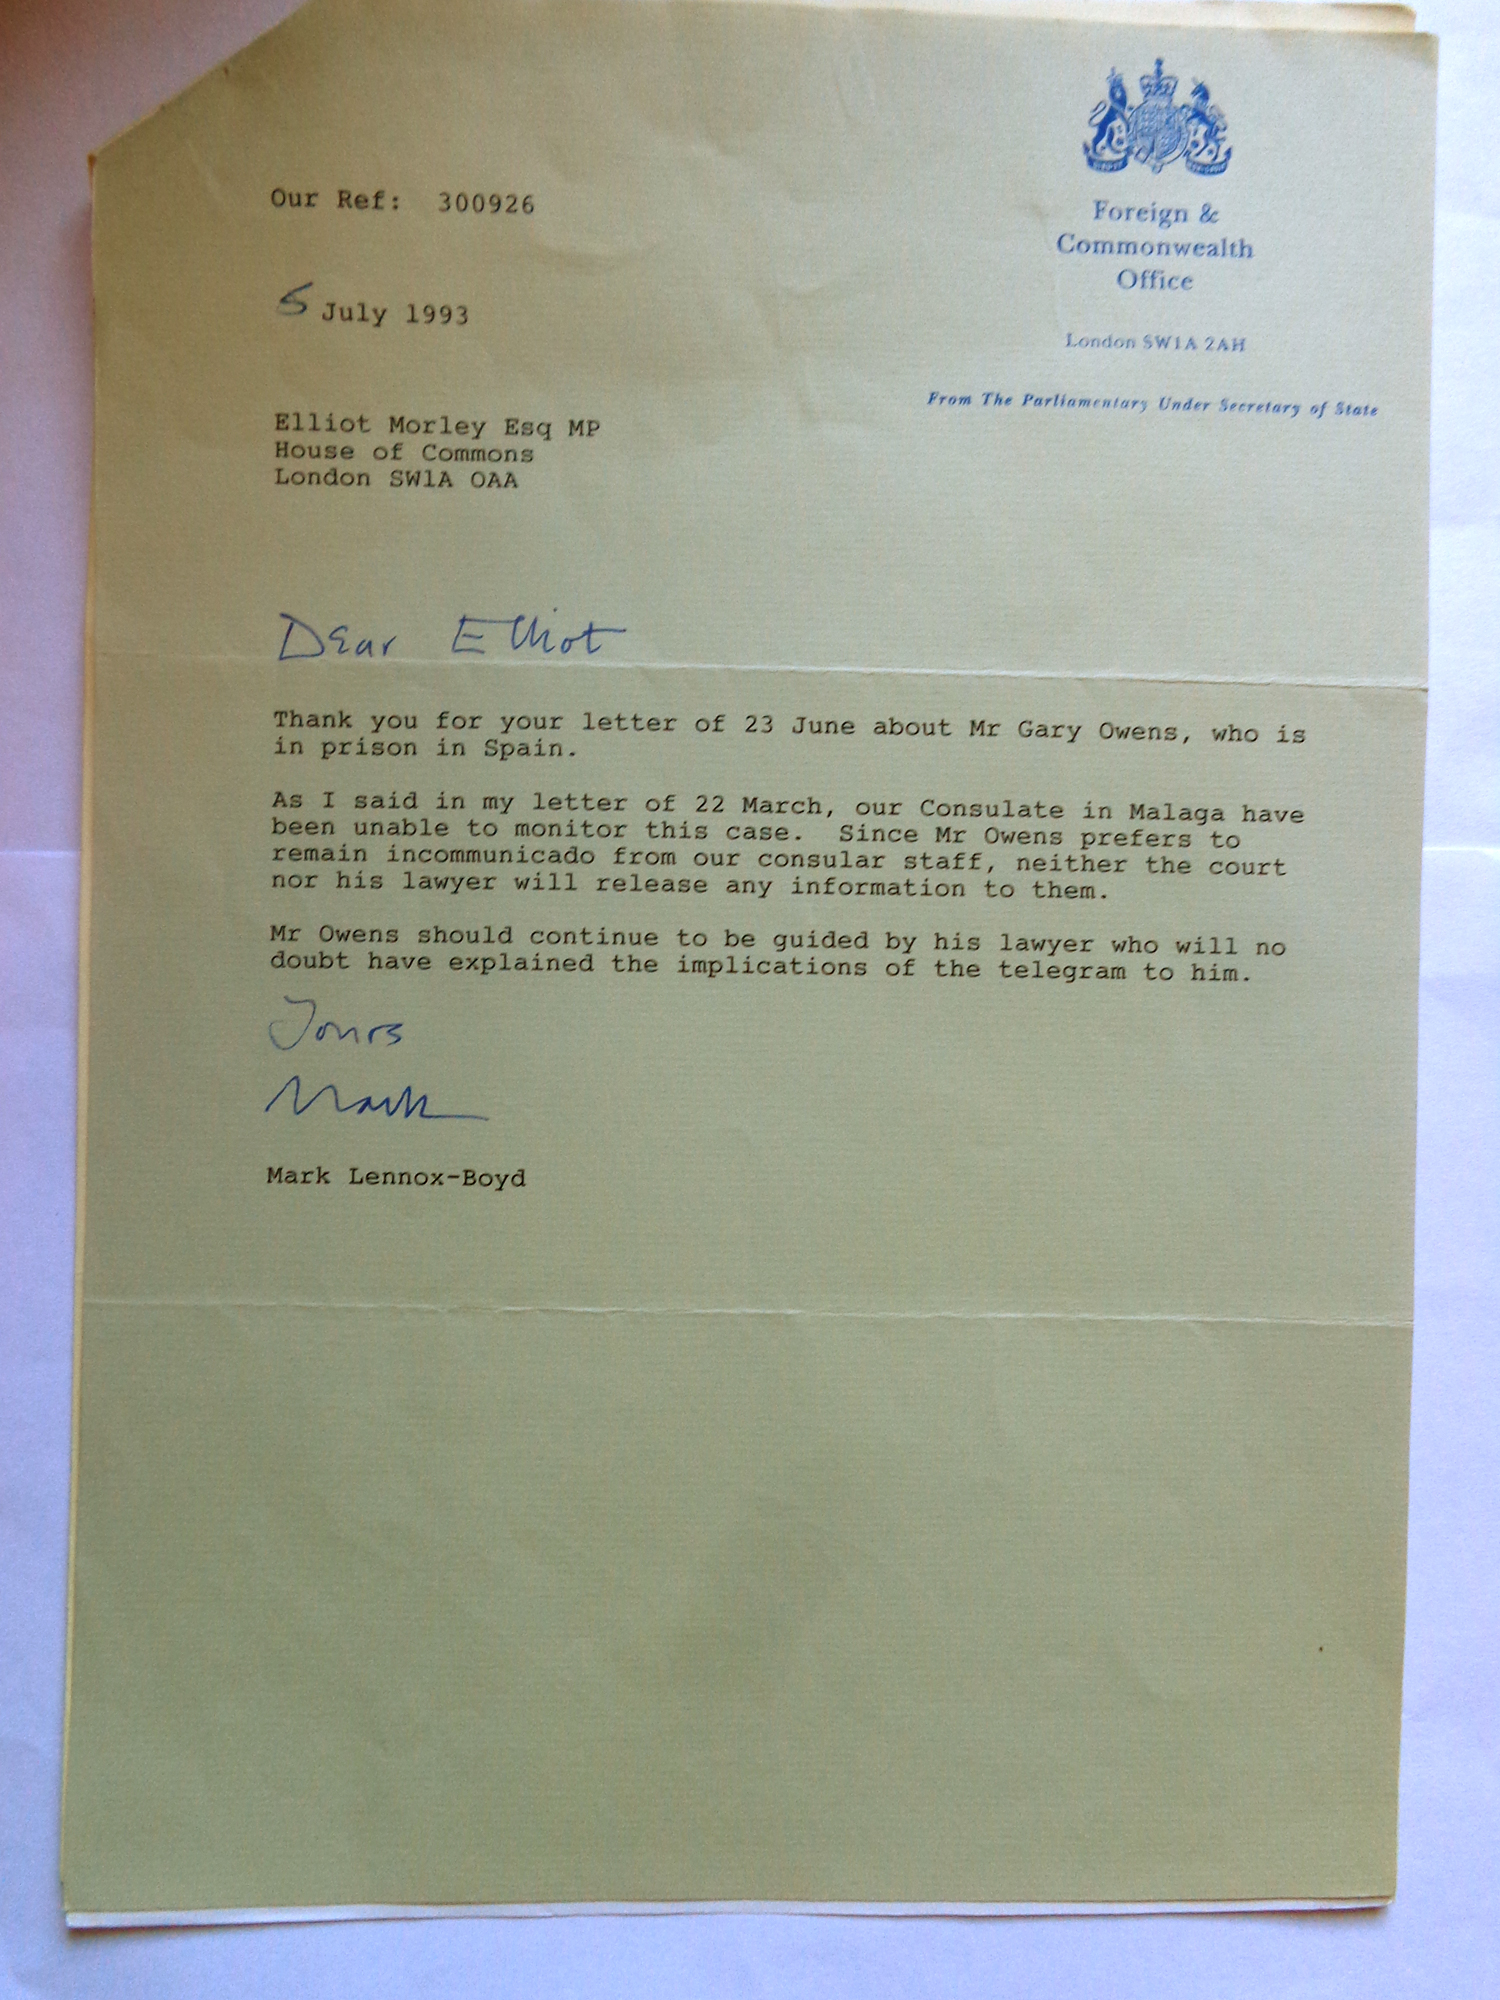 Our Ref: 300926
Foreign &
Commonwealth
Office
London SW1A 2AH
From The Parliamentary Under Secretary of State
5 July 1993
Elliot Morley Esq MP
House of Commons
London SW1A OAA
Dear Elliot
Thank you for your letter of 23 June about Mr Gary Owens, who is
in prison in Spain.
As I said in my letter of 22 March, our Consulate in Malaga have
been unable to monitor this case. Since Mr Owens prefers to
remain incommunicado from our consular staff, neither the court
nor his lawyer will release any information to them.
Mr Owens should continue to be guided by his lawyer who will no
doubt have explained the implications of the telegram to him.
Yours
Mark
Mark Lennox-Boyd